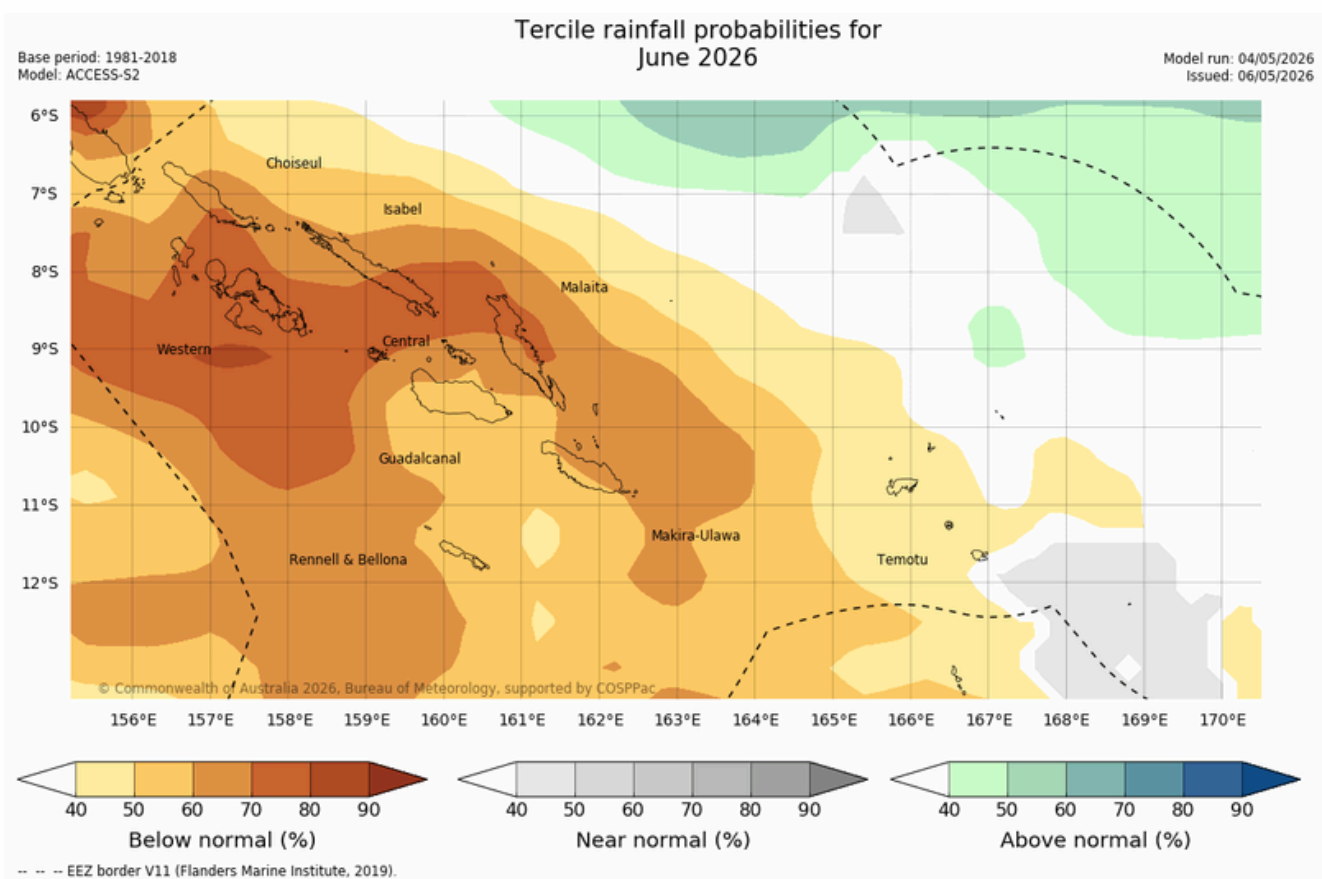 Tercile rainfall probabilities for
June 2026
Base period: 1981-2018
Model: ACCESS-S2
Model run: 04/05/2026
Issued: 06/05/2026
6°S
7°S
8°S
9°S
10°S
11°S
12°S
Choiseul
Isabel
Malaita
Western
Central
Guadalcanal
Makira-Ulawa
Rennell & Bellona
Temotu
© Commonwealth of Australia 2026, Bureau of Meteorology, supported by COSPPac
156°E 157°E 158°E 159°E 160°E 161°E 162°E 163°E 164°E 165°E 166°E 167°E 168°E 169°E 170°E
40 50 60 70 80 90
Below normal (%)
40 50 60 70 80 90
Near normal (%)
40 50 60 70 80 90
Above normal (%)
-- -- -- EEZ border V11 (Flanders Marine Institute, 2019).